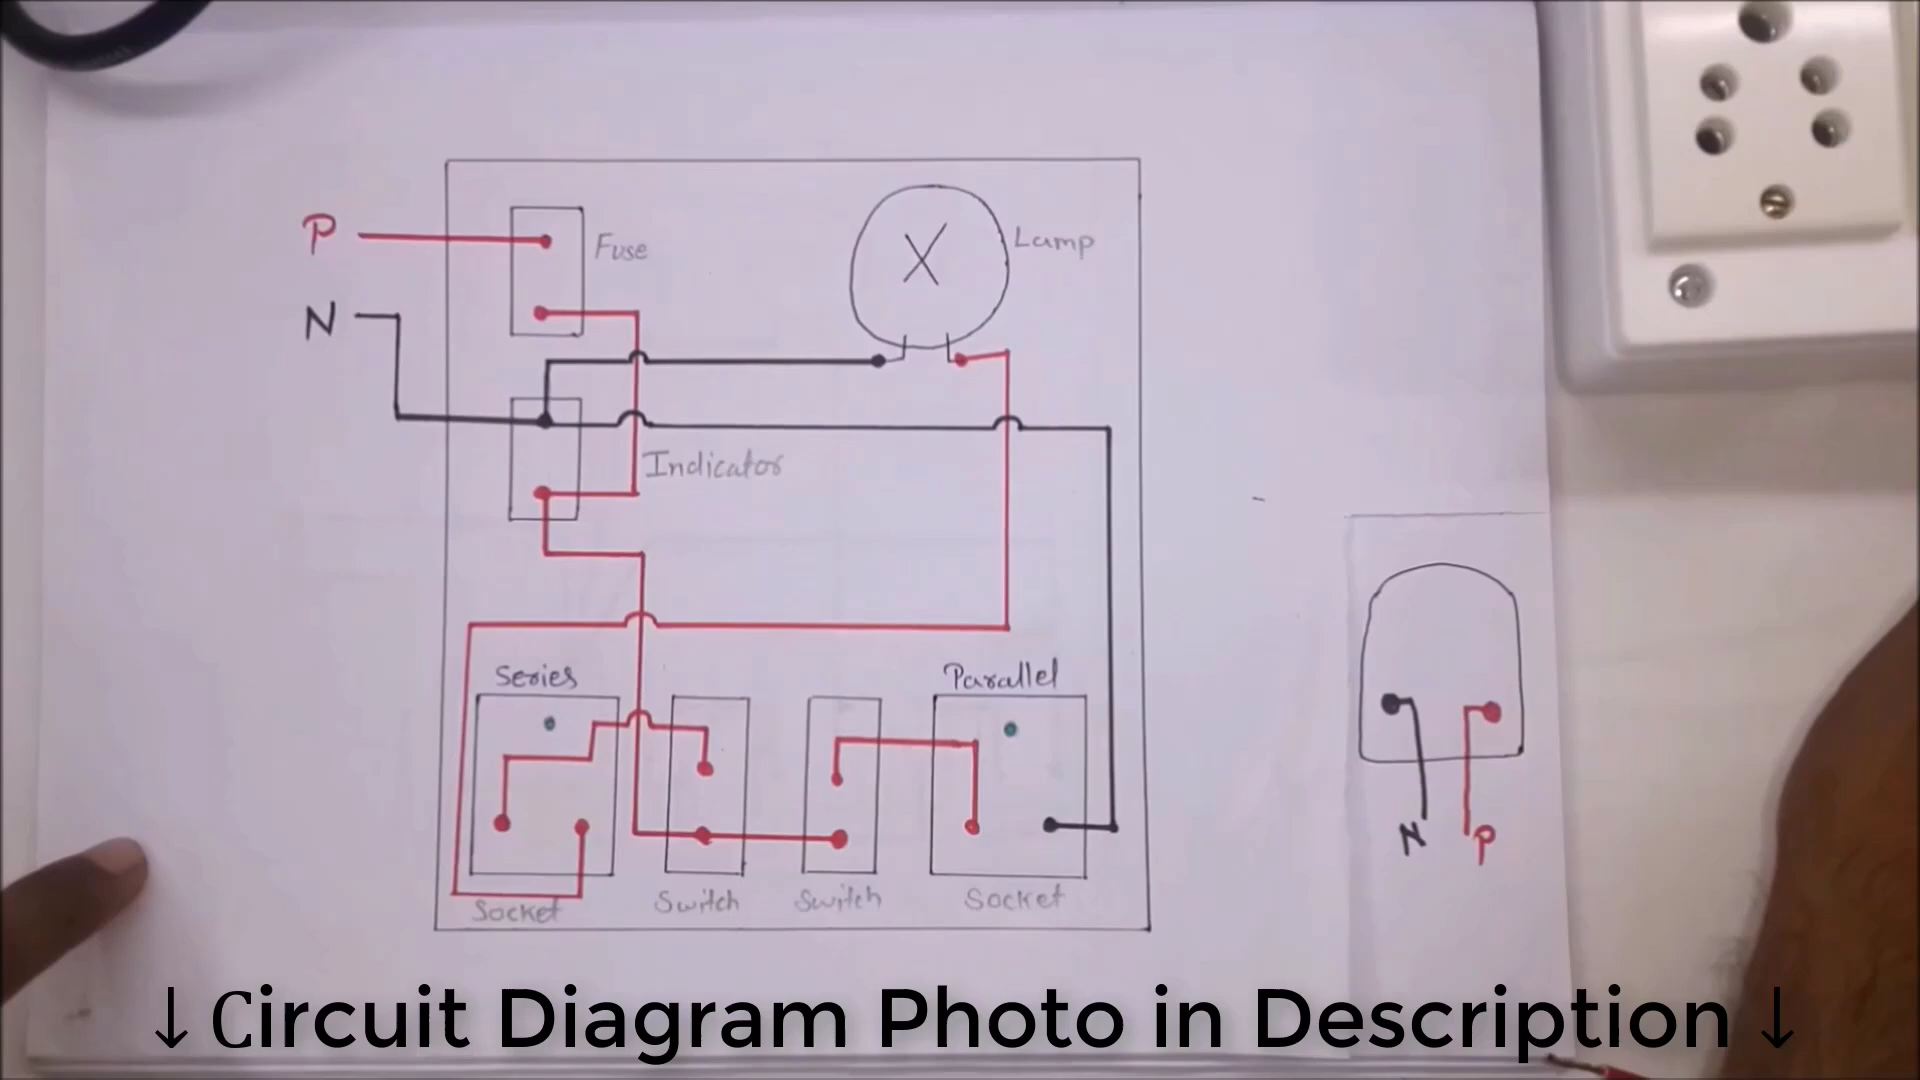 P
Fuse
Lamp
N
Indicator
Series
Parallel
Socket
Switch
Switch
Socket
N
P
↓ Circuit Diagram Photo in Description ↓